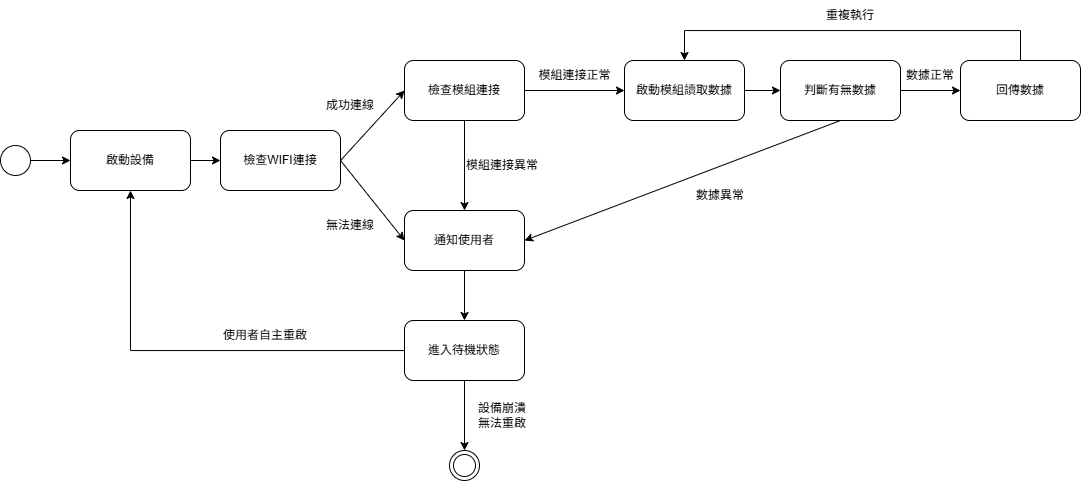 重複執行
檢查模組連接
模組連接正常
啟動模組讀取數據
判斷有無數據
數據正常
回傳數據
成功連線
啟動設備
檢查WIFI連接
模組連接異常
數據異常
無法連線
通知使用者
使用者自主重啟
進入待機狀態
設備崩潰
無法重啟